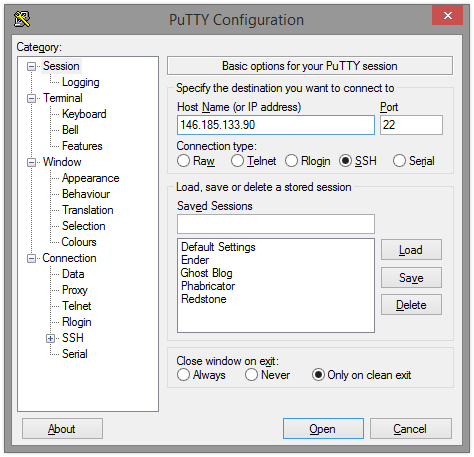 PuTTY Configuration
Category:
Session
Logging
Terminal
Keyboard
Bell
Features
Window
Appearance
Behaviour
Translation
Selection
Colours
Connection
Data
Proxy
Telnet
Rlogin
SSH
Serial
Basic options for your PuTTY session
Specify the destination you want to connect to
Host Name (or IP address) Port
146.185.133.90 22
Connection type:
Raw Telnet Rlogin SSH Serial
Load, save or delete a stored session
Saved Sessions
Default Settings
Ender
Ghost Blog
Phabricator
Redstone
Load
Save
Delete
Close window on exit:
Always Never Only on clean exit
About Open Cancel